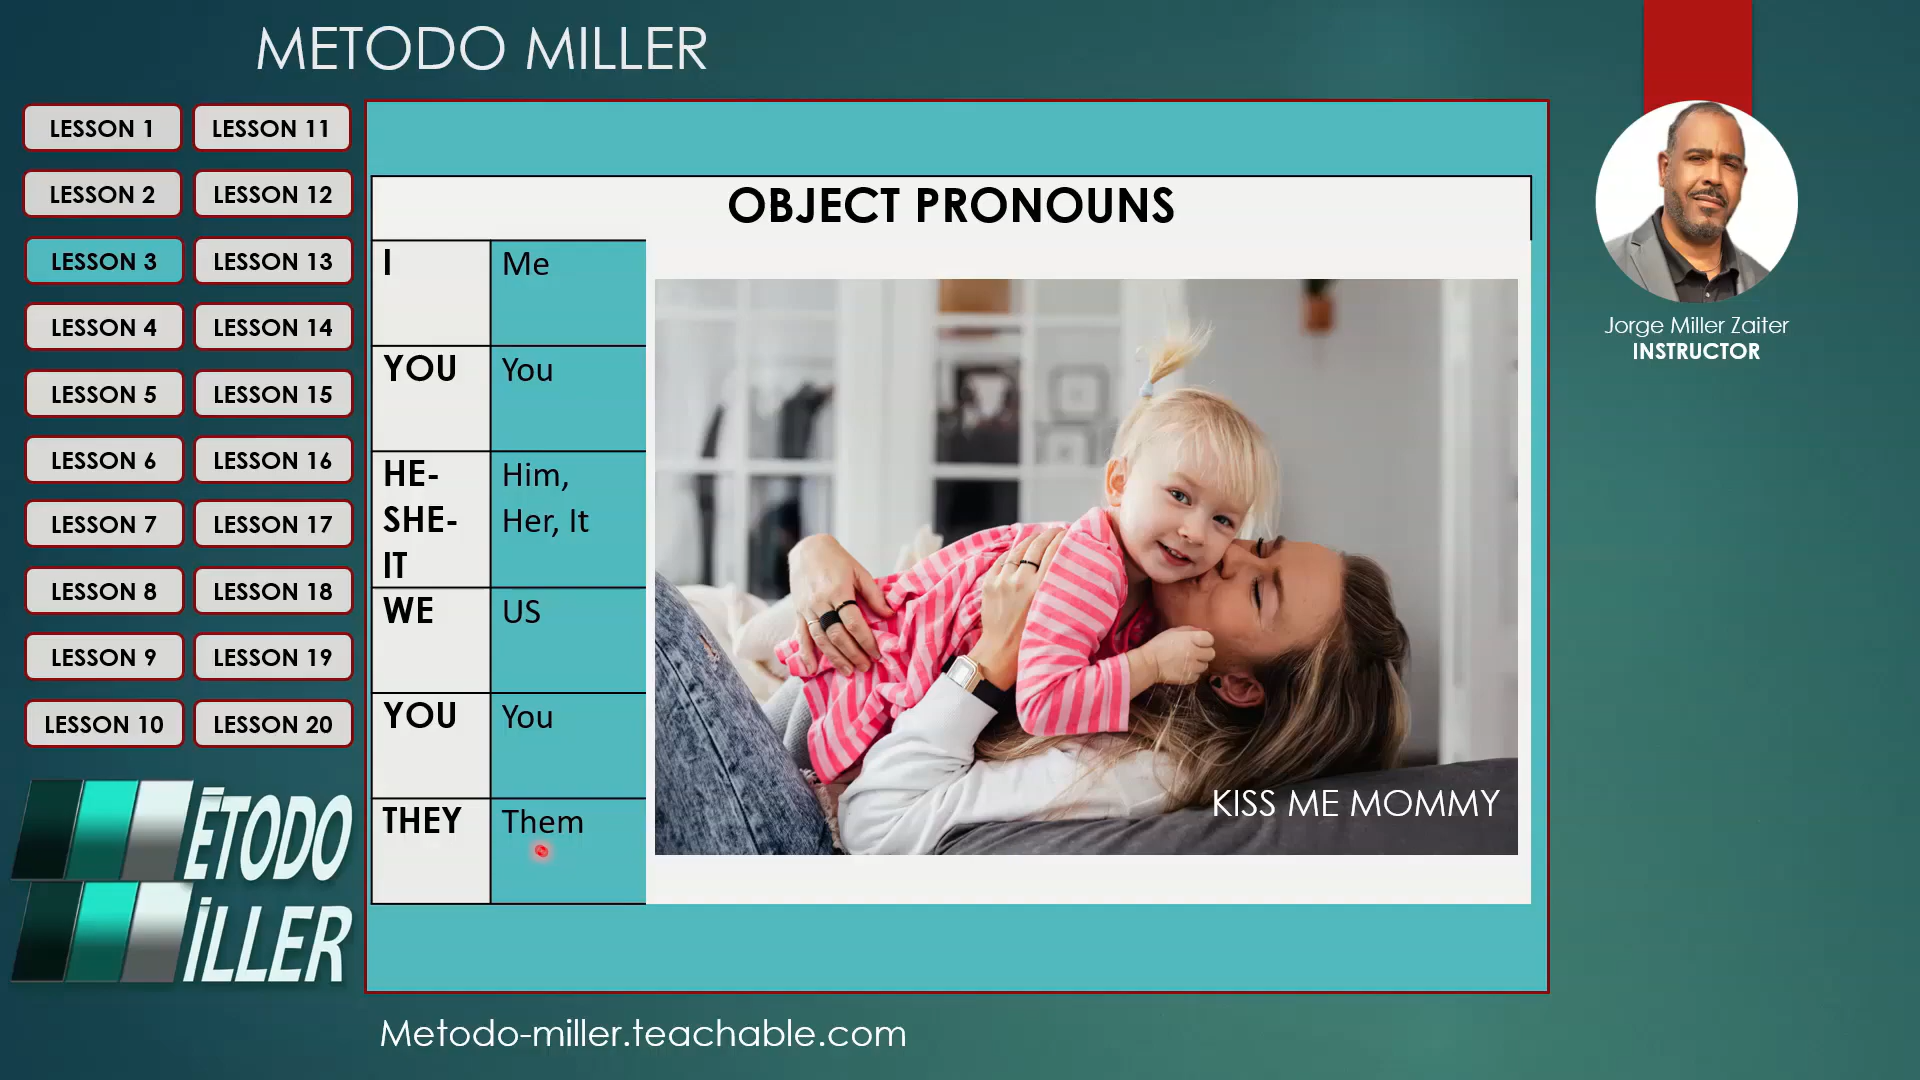 METODO MILLER
LESSON 1
LESSON 11
LESSON 2
LESSON 12
LESSON 3
LESSON 13
LESSON 4
LESSON 14
LESSON 5
LESSON 15
LESSON 6
LESSON 16
LESSON 7
LESSON 17
LESSON 8
LESSON 18
LESSON 9
LESSON 19
LESSON 10
LESSON 20
ÉTODO
ILLER
OBJECT PRONOUNS
I
Me
YOU
You
HE-
SHE-
IT
Him,
Her, It
WE
US
YOU
You
THEY
Them
KISS ME MOMMY
Jorge Miller Zaiter
INSTRUCTOR
Metodo-miller.teachable.com